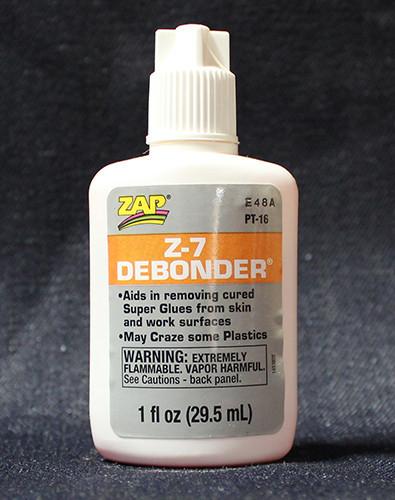 ZAP®
E48A
PT-16
Z-7
DEBONDER®
•Aids in removing cured
Super Glues from skin
and work surfaces
•May Craze some Plastics
WARNING: EXTREMELY
FLAMMABLE. VAPOR HARMFUL.
See Cautions - back panel.
1 fl oz (29.5 mL)